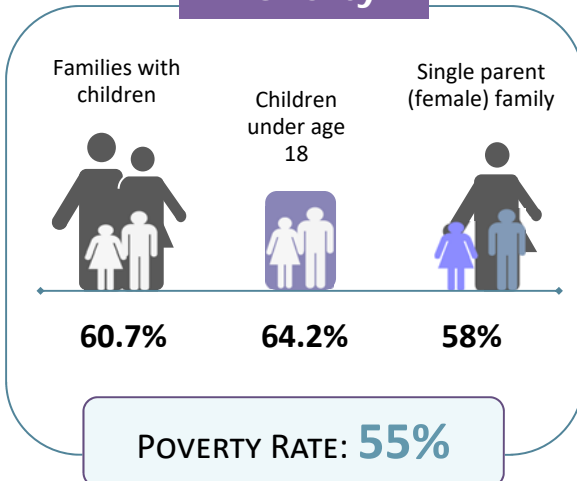 Families with
children
Children
under age
18
Single parent
(female) family
60.7%
64.2%
58%
POVERTY RATE: 55%